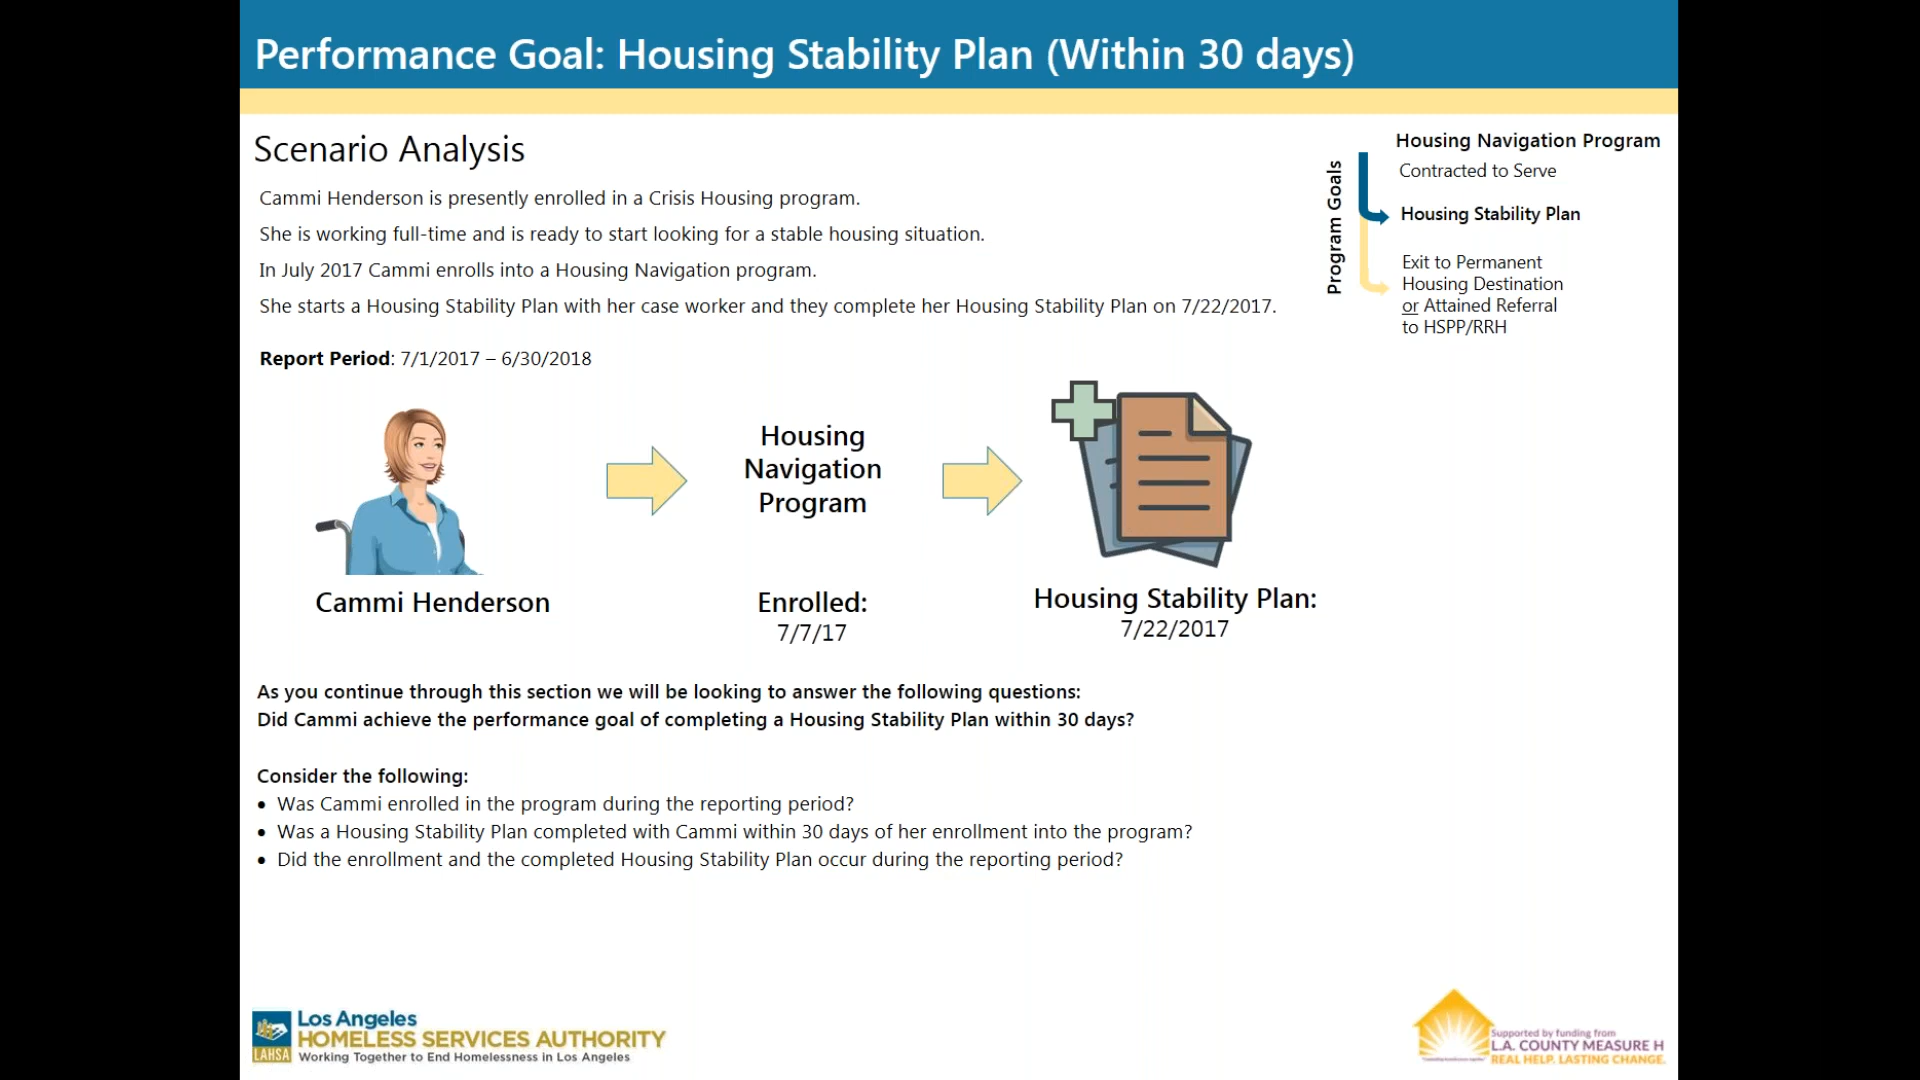 Performance Goal: Housing Stability Plan (Within 30 days)
Scenario Analysis
Cammi Henderson is presently enrolled in a Crisis Housing program.
She is working full-time and is ready to start looking for a stable housing situation.
In July 2017 Cammi enrolls into a Housing Navigation program.
She starts a Housing Stability Plan with her case worker and they complete her Housing Stability Plan on 7/22/2017.
Report Period: 7/1/2017 – 6/30/2018
Program Goals
Housing Navigation Program
Contracted to Serve
Housing Stability Plan
Exit to Permanent
Housing Destination
or Attained Referral
to HSPP/RRH
Cammi Henderson
Housing
Navigation
Program
Enrolled:
7/7/17
Housing Stability Plan:
7/22/2017
As you continue through this section we will be looking to answer the following questions:
Did Cammi achieve the performance goal of completing a Housing Stability Plan within 30 days?
Consider the following:
• Was Cammi enrolled in the program during the reporting period?
• Was a Housing Stability Plan completed with Cammi within 30 days of her enrollment into the program?
• Did the enrollment and the completed Housing Stability Plan occur during the reporting period?
LAHSA
Los Angeles
HOMELESS SERVICES AUTHORITY
Working Together to End Homelessness in Los Angeles
Supported by funding from
L.A. COUNTY MEASURE H
REAL HELP. LASTING CHANGE.